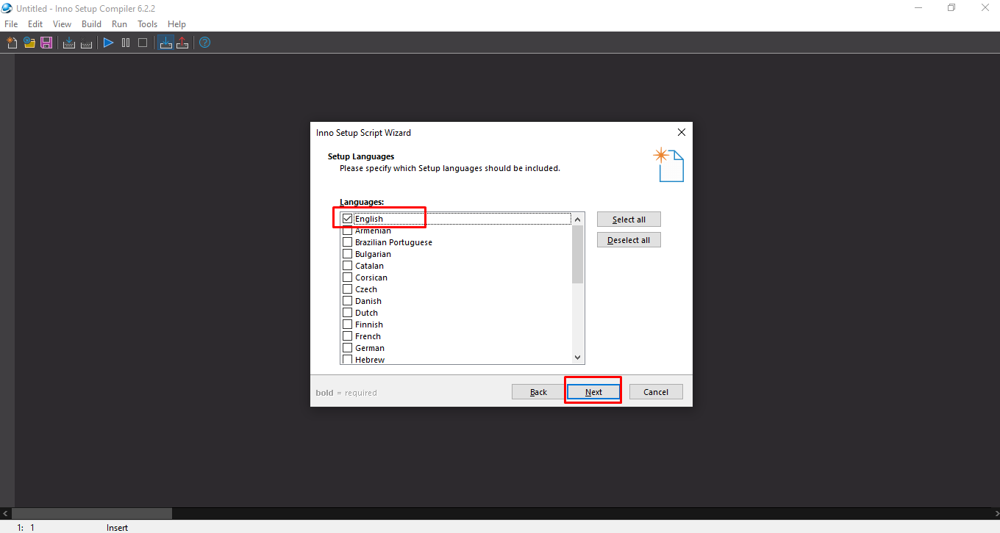 Untitled - Inno Setup Compiler 6.2.2
File Edit View Build Run Tools Help
Inno Setup Script Wizard
Setup Languages
Please specify which Setup languages should be included.
Languages:
English
Select all
Armenian
Deselect all
Brazilian Portuguese
Bulgarian
Catalan
Corsican
Czech
Danish
Dutch
Finnish
French
German
Hebrew
bold = required
Back Next Cancel
1: 1 Insert